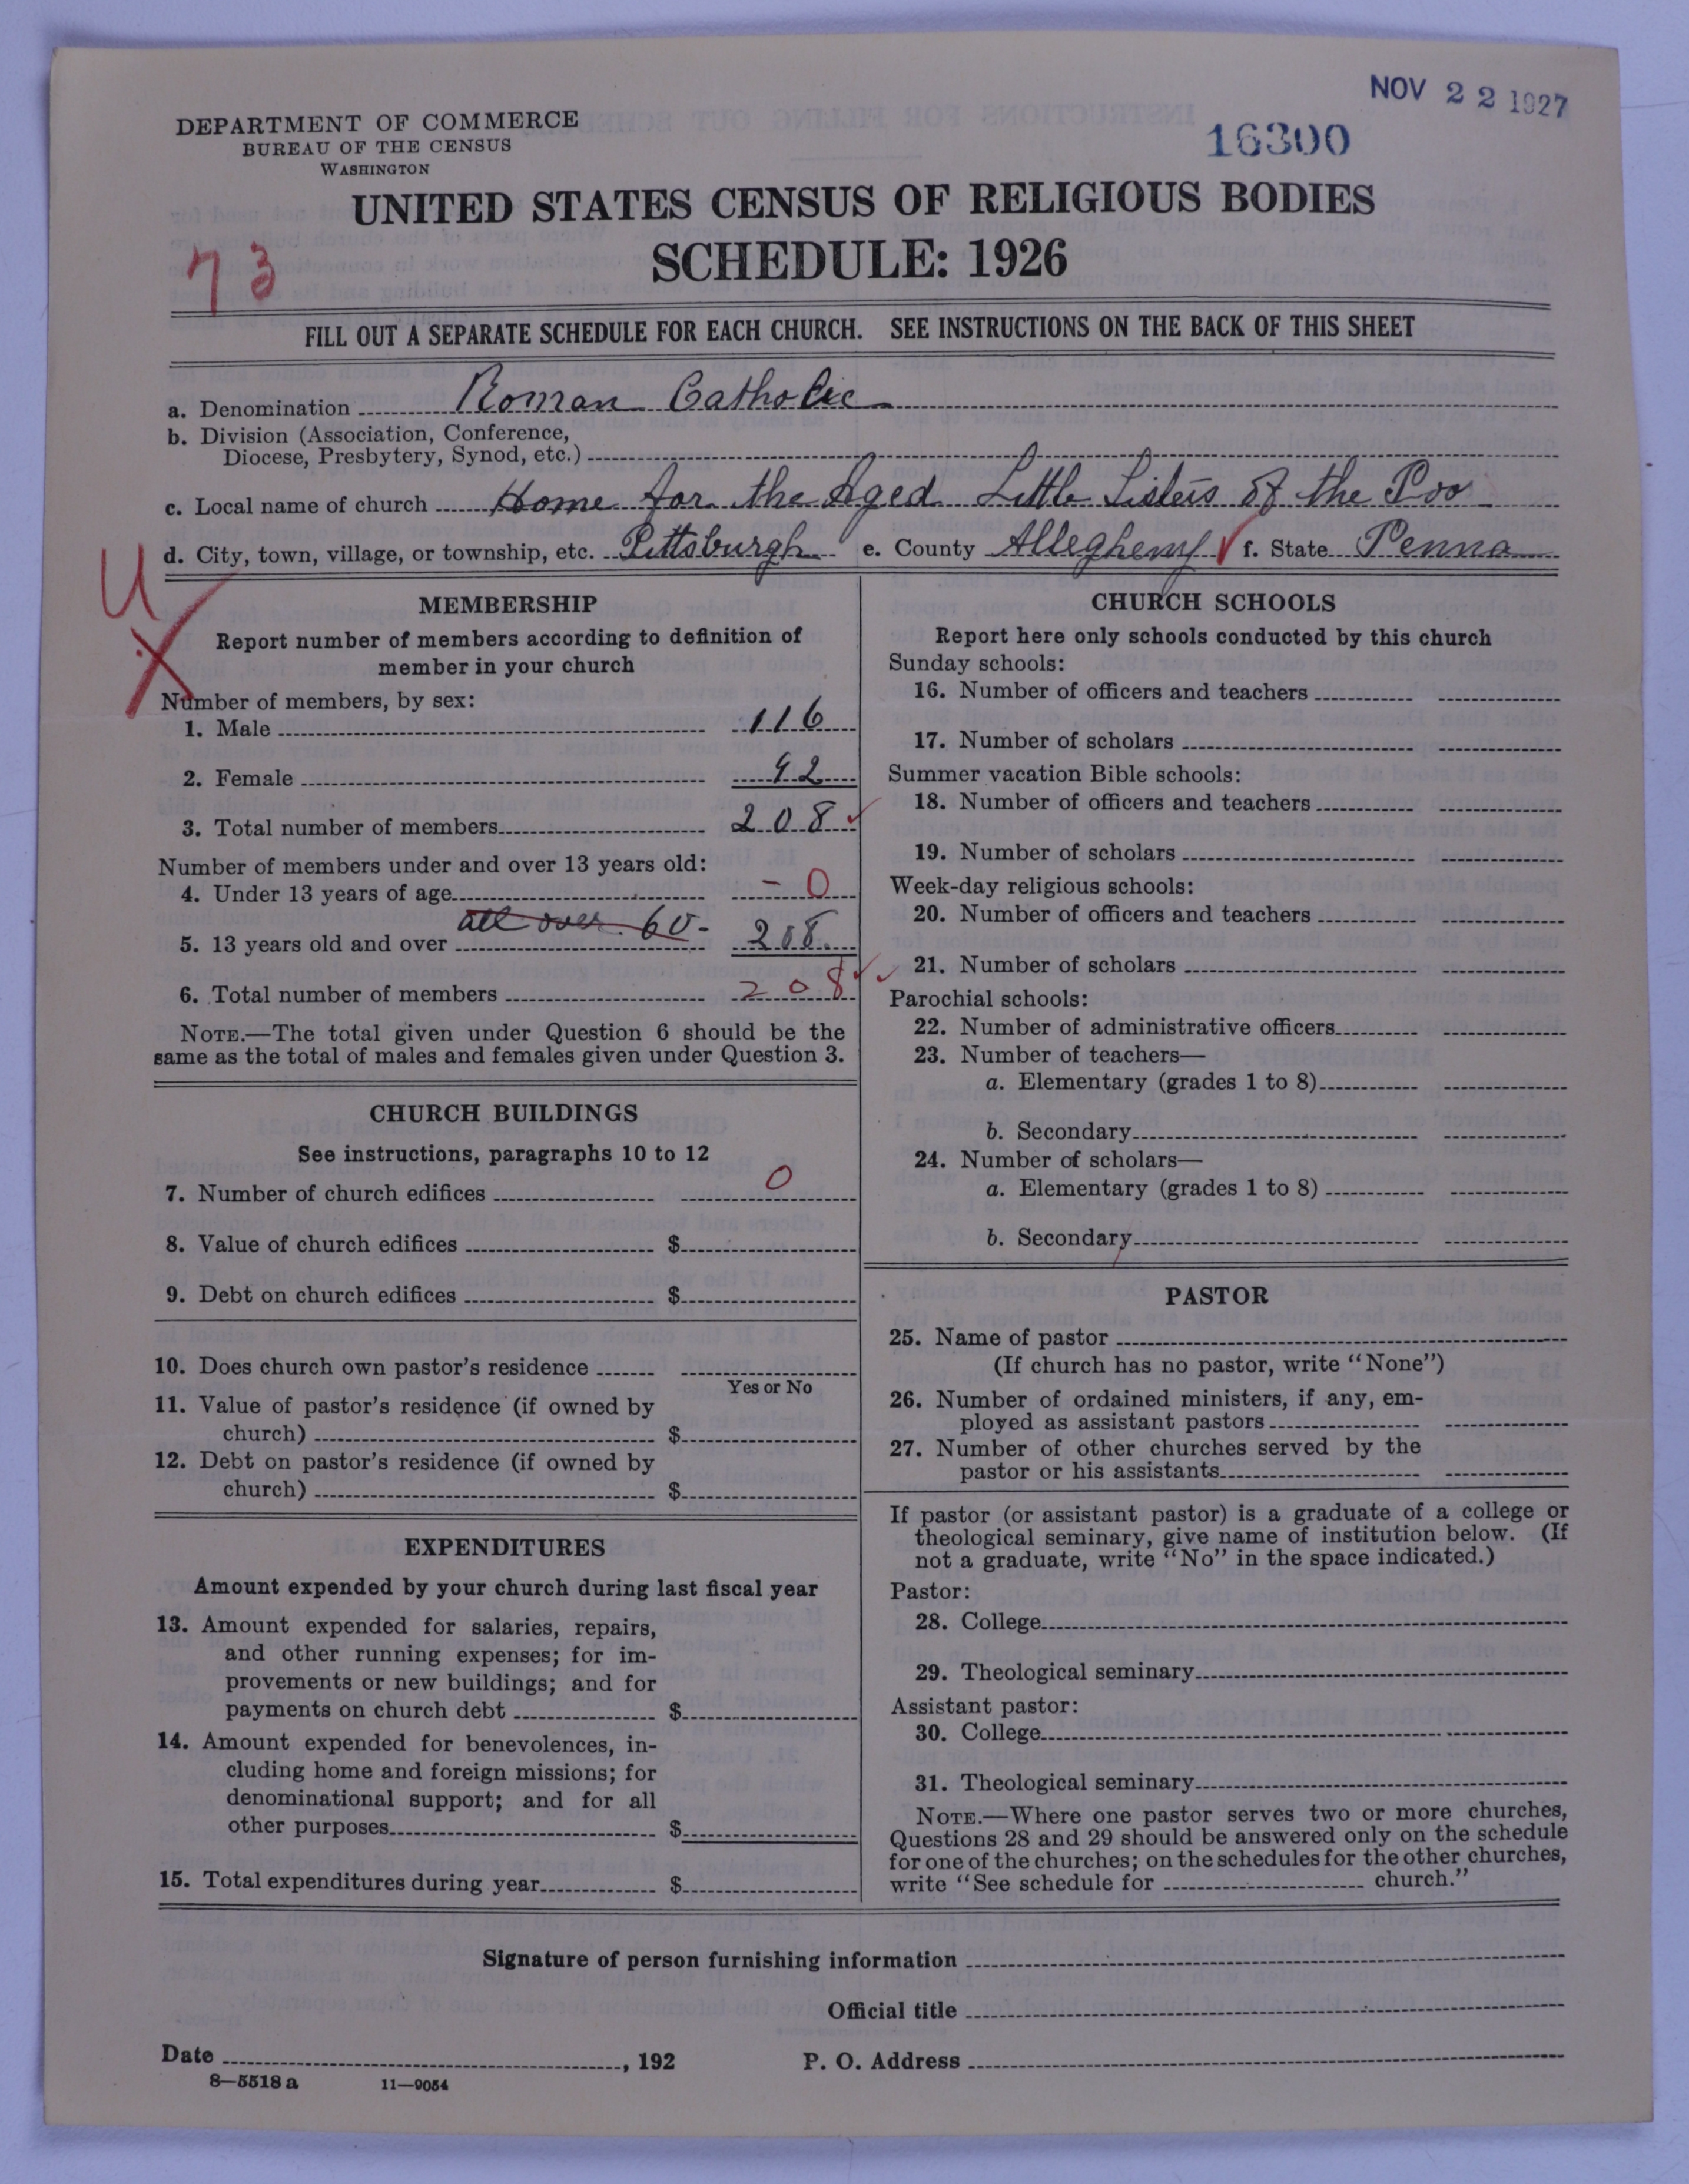 NOV 22 1927
DEPARTMENT OF COMMERCE
BUREAU OF THE CENSUS
WASHINGTON
16300
UNITED STATES CENSUS OF RELIGIOUS BODIES
SCHEDULE: 1926
73
FILL OUT A SEPARATE SCHEDULE FOR EACH CHURCH. SEE INSTRUCTIONS ON THE BACK OF THIS SHEET
a. Denomination Roman Catholic
b. Division (Association, Conference,
Diocese, Presbytery, Synod, etc.)
c. Local name of church Home for the Aged Little Sisters of the Poo
d. City, town, village, or township, etc. Pittsburgh e. County Allegheny f. State Penna
U
X
MEMBERSHIP
Report number of members according to definition of
member in your church
Number of members, by sex:
1. Male 116
2. Female 92
3. Total number of members 208
Number of members under and over 13 years old:
4. Under 13 years of age - 0
all over 60-
5. 13 years old and over 208
6. Total number of members 208
NOTE.—The total given under Question 6 should be the
same as the total of males and females given under Question 3.
CHURCH BUILDINGS
See instructions, paragraphs 10 to 12
7. Number of church edifices 0
8. Value of church edifices $
9. Debt on church edifices $
10. Does church own pastor's residence
Yes or No
11. Value of pastor's residence (if owned by
church) $
12. Debt on pastor's residence (if owned by
church) $
EXPENDITURES
Amount expended by your church during last fiscal year
13. Amount expended for salaries, repairs,
and other running expenses; for im-
provements or new buildings; and for
payments on church debt $
14. Amount expended for benevolences, in-
cluding home and foreign missions; for
denominational support; and for all
other purposes $
15. Total expenditures during year $
CHURCH SCHOOLS
Report here only schools conducted by this church
Sunday schools:
16. Number of officers and teachers
17. Number of scholars
Summer vacation Bible schools:
18. Number of officers and teachers
19. Number of scholars
Week-day religious schools:
20. Number of officers and teachers
21. Number of scholars
Parochial schools:
22. Number of administrative officers
23. Number of teachers—
a. Elementary (grades 1 to 8)
b. Secondary
24. Number of scholars—
a. Elementary (grades 1 to 8)
b. Secondary
PASTOR
25. Name of pastor
(If church has no pastor, write "None")
26. Number of ordained ministers, if any, em-
ployed as assistant pastors
27. Number of other churches served by the
pastor or his assistants
If pastor (or assistant pastor) is a graduate of a college or
theological seminary, give name of institution below. (If
not a graduate, write "No" in the space indicated.)
Pastor:
28. College
29. Theological seminary
Assistant pastor:
30. College
31. Theological seminary
NOTE.—Where one pastor serves two or more churches,
Questions 28 and 29 should be answered only on the schedule
for one of the churches; on the schedules for the other churches,
write "See schedule for church."
Signature of person furnishing information
Official title
Date , 192 P. O. Address
8—5518 a 11—9054